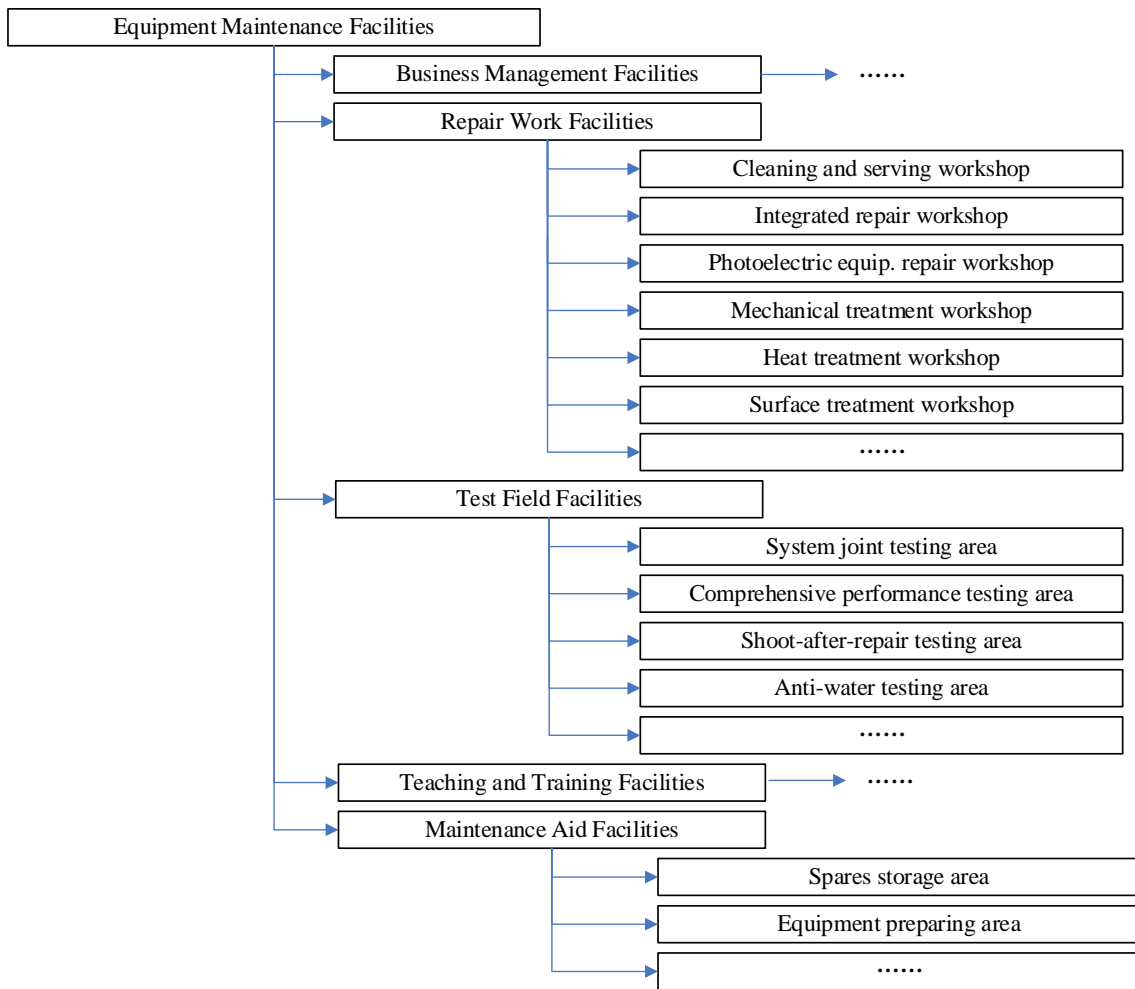 Equipment Maintenance Facilities
Business Management Facilities
……
Repair Work Facilities
Cleaning and serving workshop
Integrated repair workshop
Photoelectric equip. repair workshop
Mechanical treatment workshop
Heat treatment workshop
Surface treatment workshop
……
Test Field Facilities
System joint testing area
Comprehensive performance testing area
Shoot-after-repair testing area
Anti-water testing area
……
Teaching and Training Facilities
……
Maintenance Aid Facilities
Spares storage area
Equipment preparing area
……